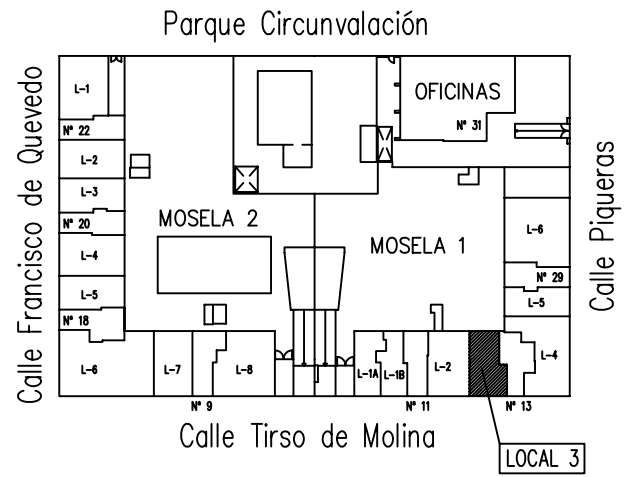 Parque Circunvalación
Calle Francisco de Quevedo
Calle Piqueras
L-1
Nº 22
L-2
L-3
Nº 20
L-4
L-5
Nº 18
L-6
OFICINAS
Nº 31
MOSELA 2
MOSELA 1
L-6
Nº 29
L-5
L-4
L-7
L-8
L-1A
L-1B
L-2
Nº 9
Nº 11
Nº 13
Calle Tirso de Molina
LOCAL 3